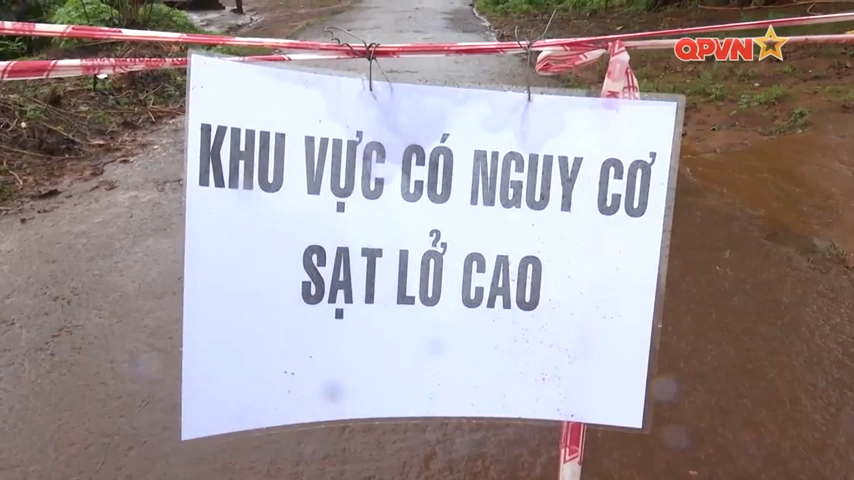 QPVN
KHU VỰC CÓ NGUY CƠ
SẠT LỞ CAO